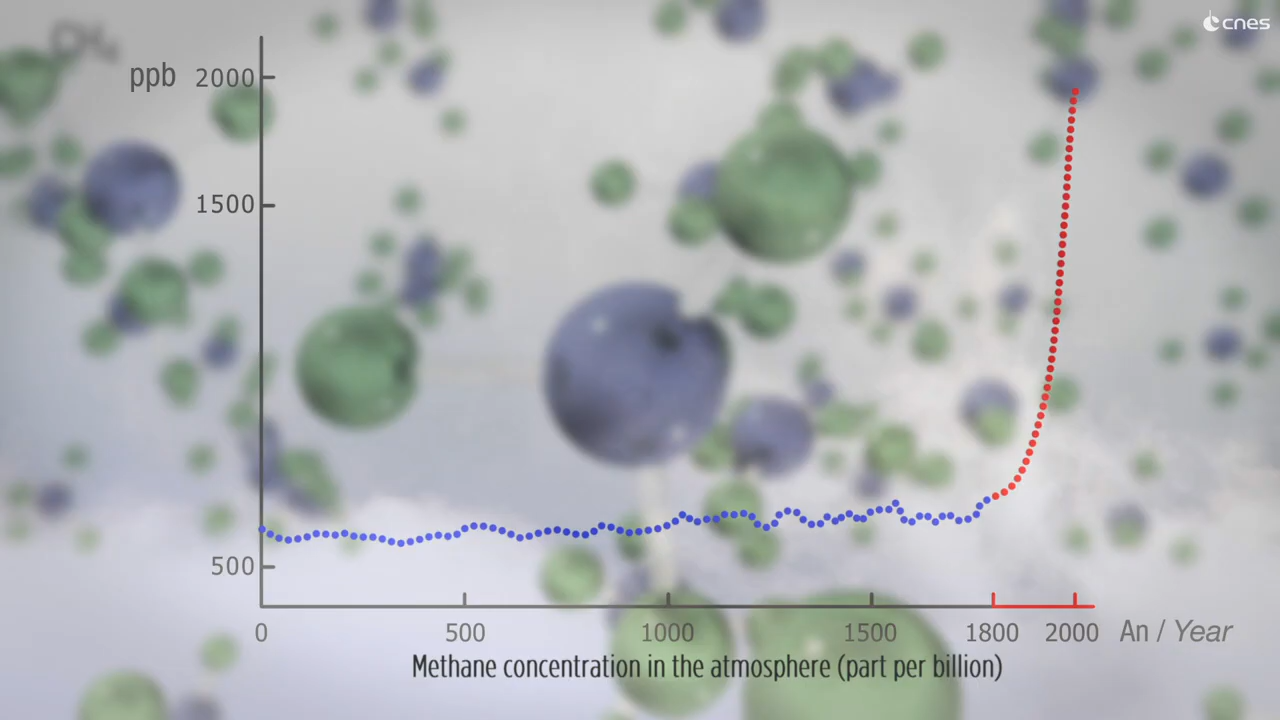 cnes
CH4
ppb
2000
1500
500
0
500
1000
1500
1800
2000
An / Year
Methane concentration in the atmosphere (part per billion)